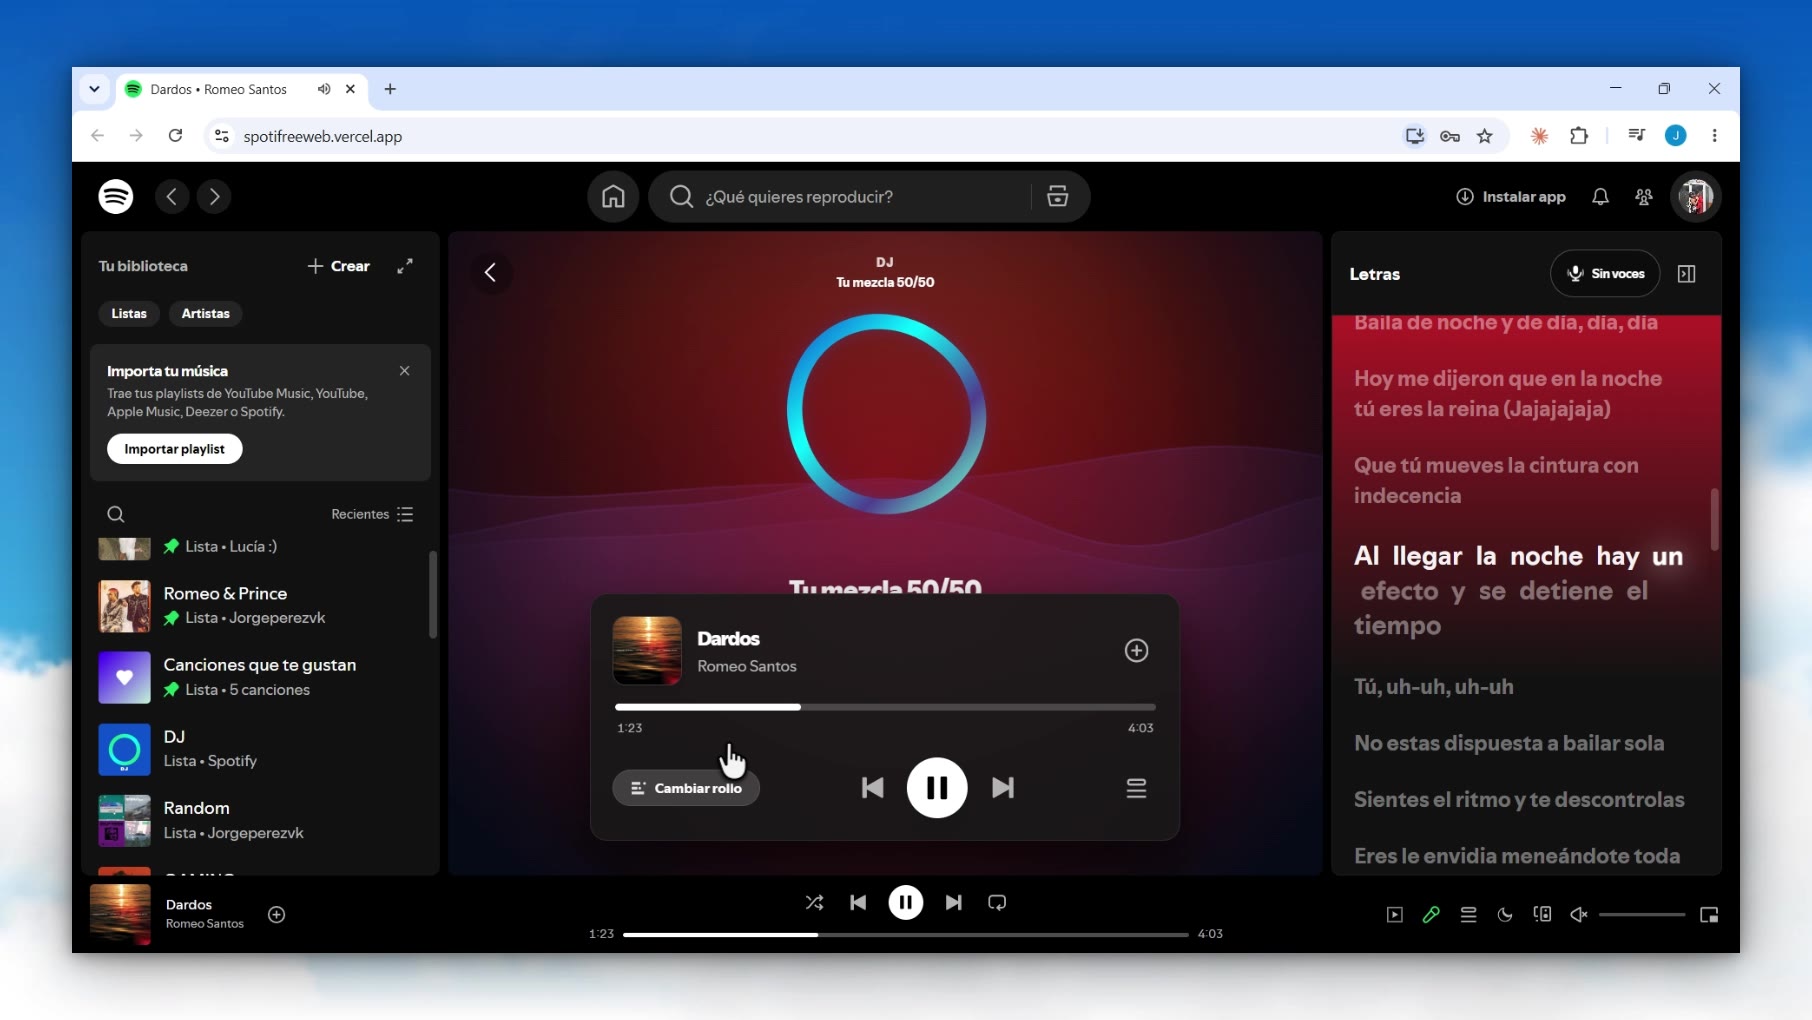 Dardos • Romeo Santos
spotifreeweb.vercel.app
J
¿Qué quieres reproducir?
Instalar app
Tu biblioteca
Crear
Listas
Artistas
Importa tu música
Trae tus playlists de YouTube Music, YouTube,
Apple Music, Deezer o Spotify.
Importar playlist
Recientes
Lista • Lucía :)
Romeo & Prince
Lista • Jorgeperezvk
Canciones que te gustan
Lista • 5 canciones
DJ
DJ
Lista • Spotify
Random
Lista • Jorgeperezvk
GAMING
DJ
Tu mezcla 50/50
Tu mezcla 50/50
Dardos
Romeo Santos
1:23
4:03
Cambiar rollo
Letras
Sin voces
Baila de noche y de día, día, día
Hoy me dijeron que en la noche
tú eres la reina (Jajajajaja)
Que tú mueves la cintura con
indecencia
Al llegar la noche hay un
efecto y se detiene el
tiempo
Tú, uh-uh, uh-uh
No estas dispuesta a bailar sola
Sientes el ritmo y te descontrolas
Eres le envidia meneándote toda
Dardos
Romeo Santos
1:23
4:03